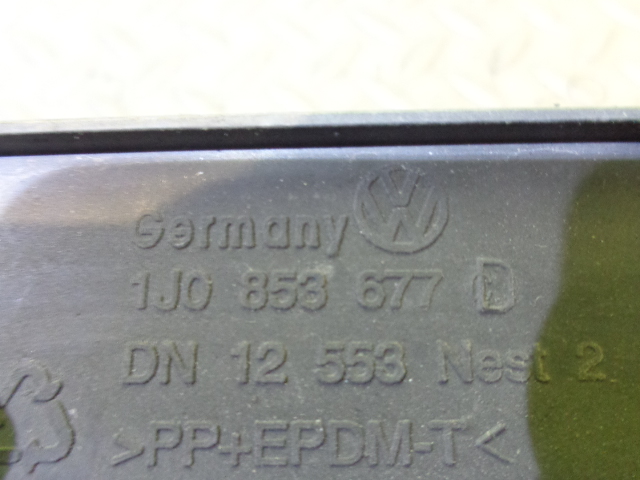 Germany
1J0 853 677 D
DN 12 553 Nest 2
>PP+EPDM-T<